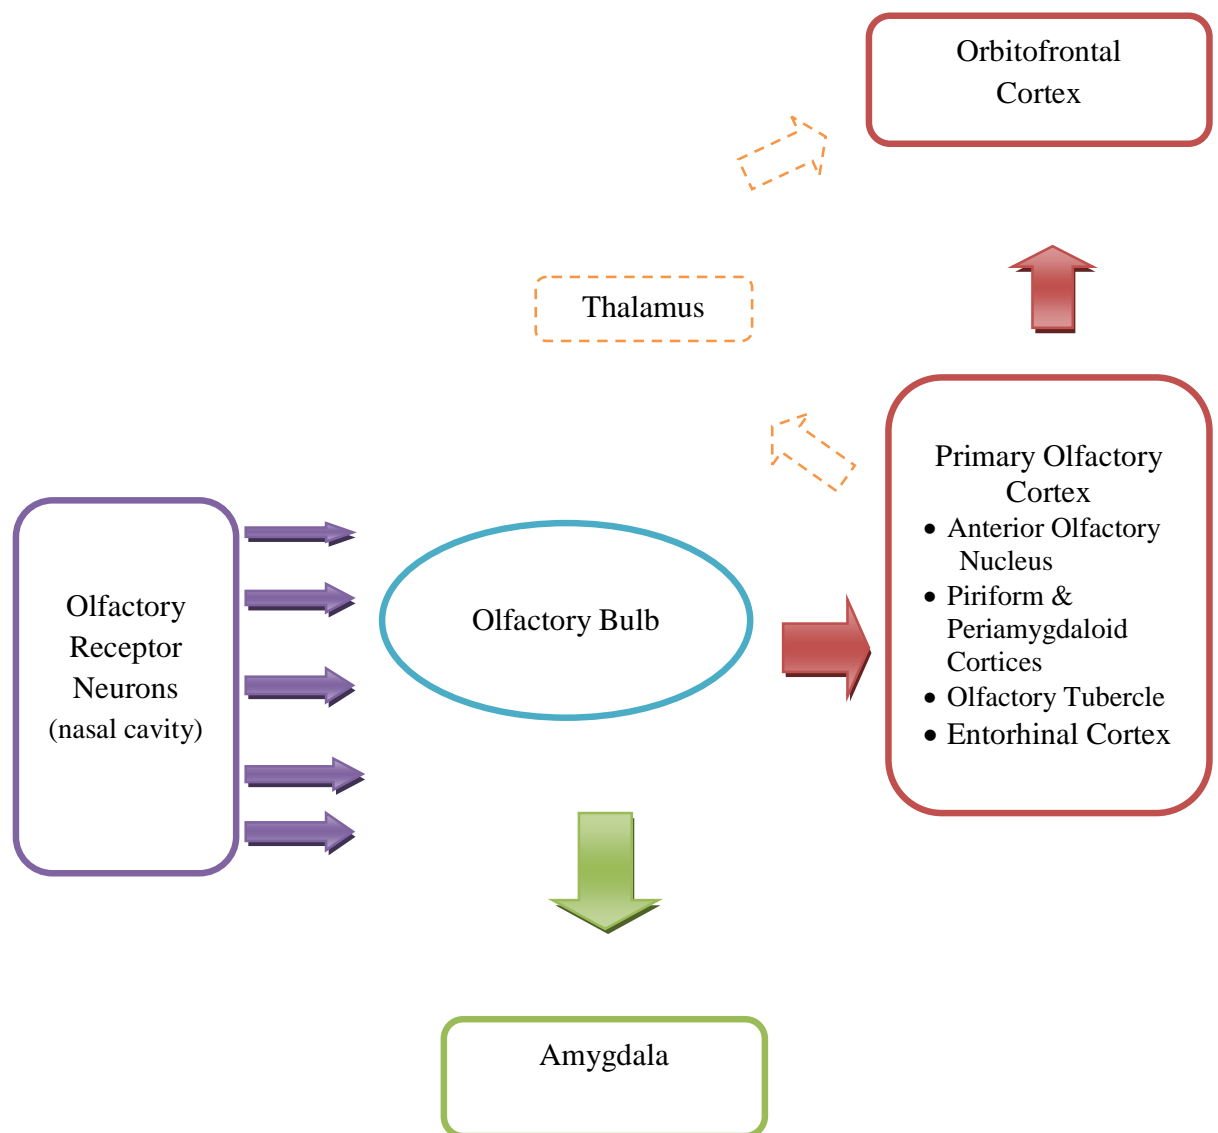 Orbitofrontal
Cortex
Thalamus
Primary Olfactory
Cortex
• Anterior Olfactory
Nucleus
• Piriform &
Periamygdaloid
Cortices
• Olfactory Tubercle
• Entorhinal Cortex
Olfactory
Receptor
Neurons
(nasal cavity)
Olfactory Bulb
Amygdala